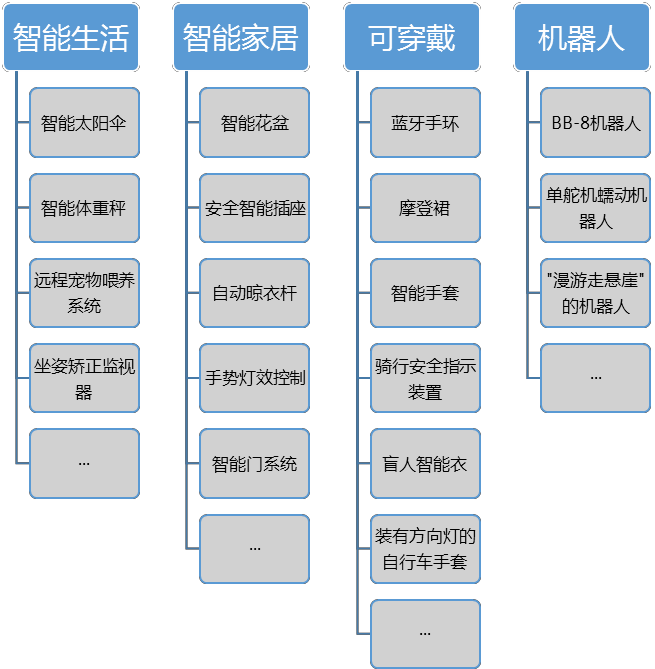 智能生活
智能太阳伞
智能体重秤
远程宠物喂养
系统
坐姿矫正监视
器
...
智能家居
智能花盆
安全智能插座
自动晾衣杆
手势灯效控制
智能门系统
...
可穿戴
蓝牙手环
摩登裙
智能手套
骑行安全指示
装置
盲人智能衣
装有方向灯的
自行车手套
...
机器人
BB-8机器人
单舵机蠕动机
器人
"漫游走悬崖"
的机器人
...